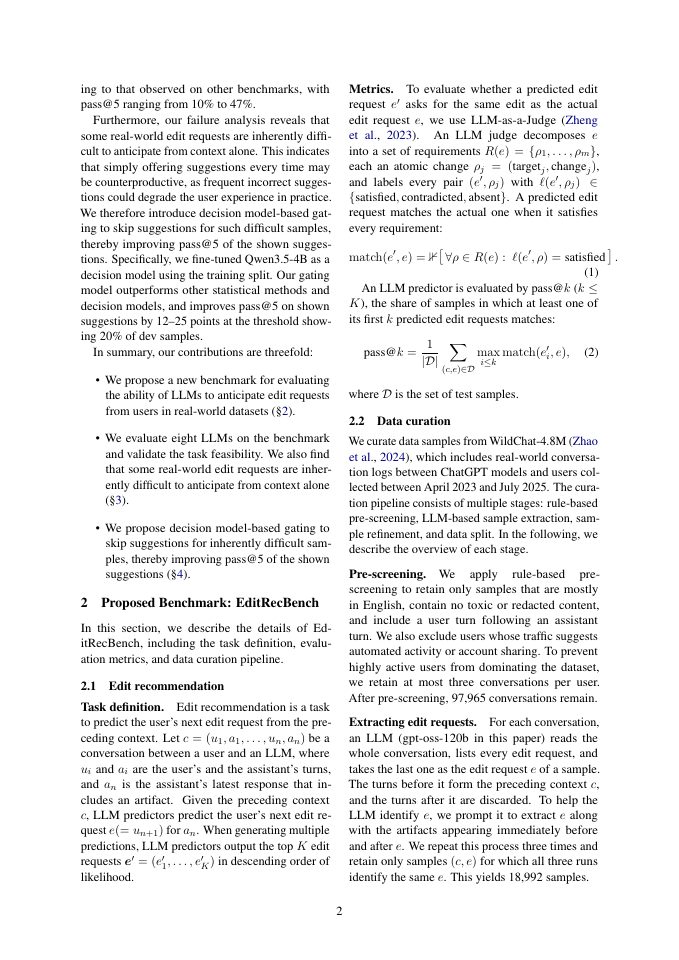 ing to that observed on other benchmarks, with
pass@5 ranging from 10% to 47%.
Furthermore, our failure analysis reveals that
some real-world edit requests are inherently diffi-
cult to anticipate from context alone. This indicates
that simply offering suggestions every time may
be counterproductive, as frequent incorrect sugges-
tions could degrade the user experience in practice.
We therefore introduce decision model-based gat-
ing to skip suggestions for such difficult samples,
thereby improving pass@5 of the shown sugges-
tions. Specifically, we fine-tuned Qwen3.5-4B as a
decision model using the training split. Our gating
model outperforms other statistical methods and
decision models, and improves pass@5 on shown
suggestions by 12–25 points at the threshold show-
ing 20% of dev samples.
In summary, our contributions are threefold:
• We propose a new benchmark for evaluating
the ability of LLMs to anticipate edit requests
from users in real-world datasets (§2).
• We evaluate eight LLMs on the benchmark
and validate the task feasibility. We also find
that some real-world edit requests are inher-
ently difficult to anticipate from context alone
(§3).
• We propose decision model-based gating to
skip suggestions for inherently difficult sam-
ples, thereby improving pass@5 of the shown
suggestions (§4).
2 Proposed Benchmark: EditRecBench
In this section, we describe the details of Ed-
itRecBench, including the task definition, evalu-
ation metrics, and data curation pipeline.
2.1 Edit recommendation
Task definition. Edit recommendation is a task
to predict the user's next edit request from the pre-
ceding context. Let c = (u₁, a₁, . . . , uₙ, aₙ) be a
conversation between a user and an LLM, where
uᵢ and aᵢ are the user's and the assistant's turns,
and aₙ is the assistant's latest response that in-
cludes an artifact. Given the preceding context
c, LLM predictors predict the user's next edit re-
quest e(= uₙ₊₁) for aₙ. When generating multiple
predictions, LLM predictors output the top K edit
requests e′ = (e′₁, . . . , e′_K) in descending order of
likelihood.
Metrics. To evaluate whether a predicted edit
request e′ asks for the same edit as the actual
edit request e, we use LLM-as-a-Judge (Zheng
et al., 2023). An LLM judge decomposes e
into a set of requirements R(e) = {ρ₁, . . . , ρₘ},
each an atomic change ρⱼ = (targetⱼ, changeⱼ),
and labels every pair (e′, ρⱼ) with ℓ(e′, ρⱼ) ∈
{satisfied, contradicted, absent}. A predicted edit
request matches the actual one when it satisfies
every requirement:
match(e′, e) = ⊮[ ∀ρ ∈ R(e) : ℓ(e′, ρ) = satisfied ] .
(1)
An LLM predictor is evaluated by pass@k (k ≤
K), the share of samples in which at least one of
its first k predicted edit requests matches:
pass@k = 1/|D| ∑_(c,e)∈D max_i≤k match(e′ᵢ, e), (2)
where D is the set of test samples.
2.2 Data curation
We curate data samples from WildChat-4.8M (Zhao
et al., 2024), which includes real-world conversa-
tion logs between ChatGPT models and users col-
lected between April 2023 and July 2025. The cura-
tion pipeline consists of multiple stages: rule-based
pre-screening, LLM-based sample extraction, sam-
ple refinement, and data split. In the following, we
describe the overview of each stage.
Pre-screening. We apply rule-based pre-
screening to retain only samples that are mostly
in English, contain no toxic or redacted content,
and include a user turn following an assistant
turn. We also exclude users whose traffic suggests
automated activity or account sharing. To prevent
highly active users from dominating the dataset,
we retain at most three conversations per user.
After pre-screening, 97,965 conversations remain.
Extracting edit requests. For each conversation,
an LLM (gpt-oss-120b in this paper) reads the
whole conversation, lists every edit request, and
takes the last one as the edit request e of a sample.
The turns before it form the preceding context c,
and the turns after it are discarded. To help the
LLM identify e, we prompt it to extract e along
with the artifacts appearing immediately before
and after e. We repeat this process three times and
retain only samples (c, e) for which all three runs
identify the same e. This yields 18,992 samples.
2